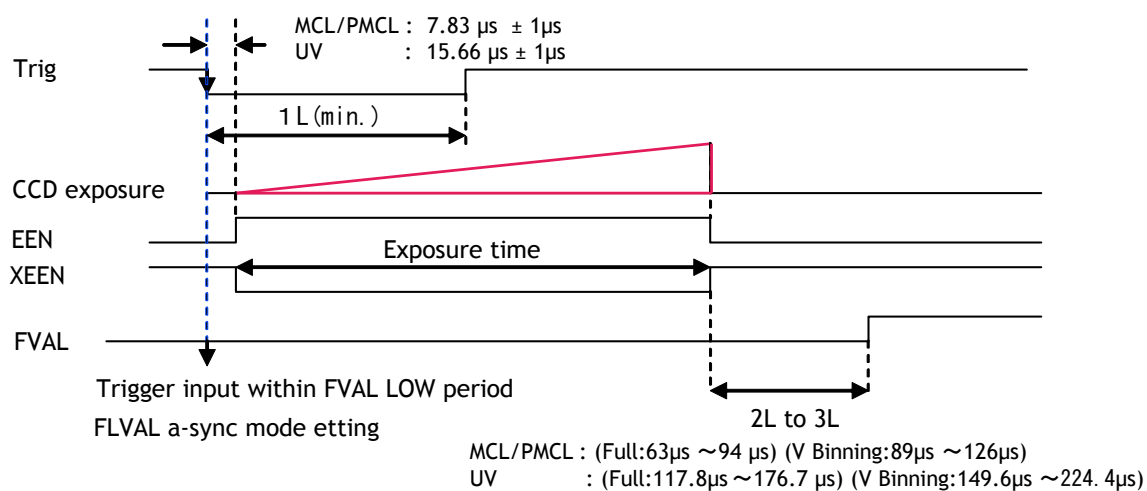 MCL/PMCL : 7.83 µs ± 1µs
UV : 15.66 µs ± 1µs
Trig
1L(min.)
CCD exposure
EEN
Exposure time
XEEN
FVAL
Trigger input within FVAL LOW period
FLVAL a-sync mode etting
2L to 3L
MCL/PMCL : (Full:63µs ~94 µs) (V Binning:89µs ~126µs)
UV : (Full:117.8µs ~176.7 µs) (V Binning:149.6µs ~224.4µs)